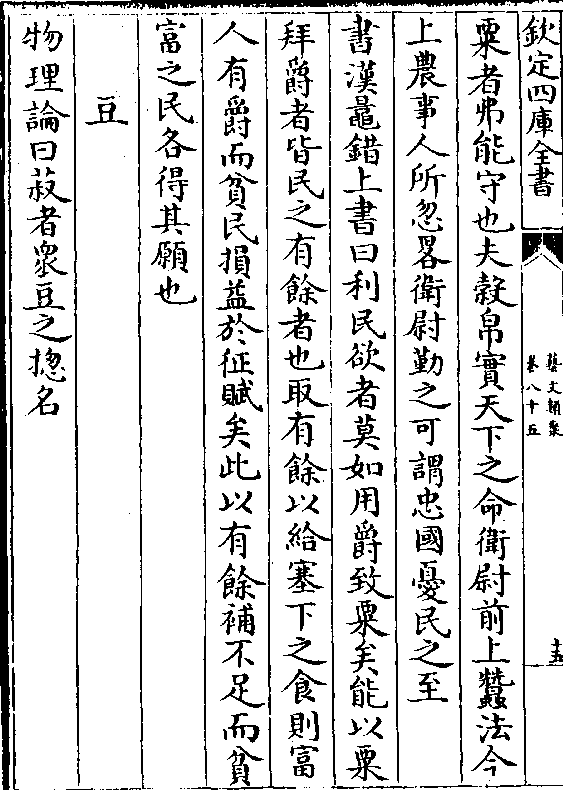 欽定四庫全書
藝文類聚
卷八十五
十五
粟者弗能守也夫穀帛實天下之命衛尉前上蠶法今
上農事人所忽畧衛尉勤之可謂忠國憂民之至
書漢鼂錯上書曰利民欲者莫如用爵致粟矣能以粟
拜爵者皆民之有餘者也取有餘以給塞下之食則富
人有爵而貧民損益於征賦矣此以有餘補不足而貧
富之民各得其願也
豆
物理論曰菽者衆豆之揔名